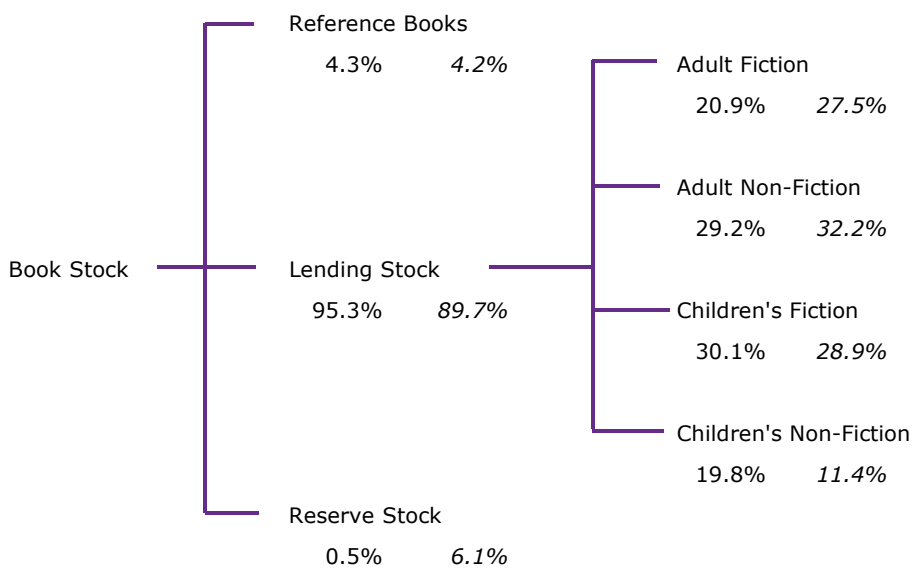 Reference Books
4.3% 4.2%
Adult Fiction
20.9% 27.5%
Adult Non-Fiction
29.2% 32.2%
Book Stock
Lending Stock
95.3% 89.7%
Children's Fiction
30.1% 28.9%
Children's Non-Fiction
19.8% 11.4%
Reserve Stock
0.5% 6.1%